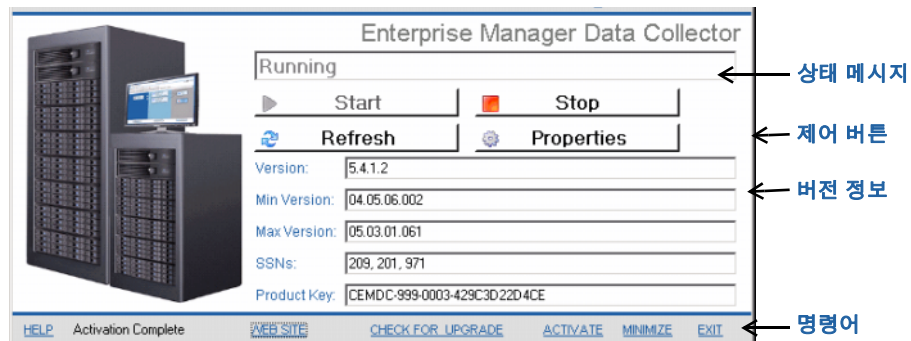 Enterprise Manager Data Collector
Running
상태 메시지
Start
Stop
제어 버튼
Refresh
Properties
Version: 5.4.1.2
버전 정보
Min Version: 04.05.06.002
Max Version: 05.03.01.061
SSNs: 209, 201, 971
Product Key: CEMDC-999-0003-429C3D22D4CE
HELP Activation Complete WEB SITE CHECK FOR UPGRADE ACTIVATE MINIMIZE EXIT
명령어